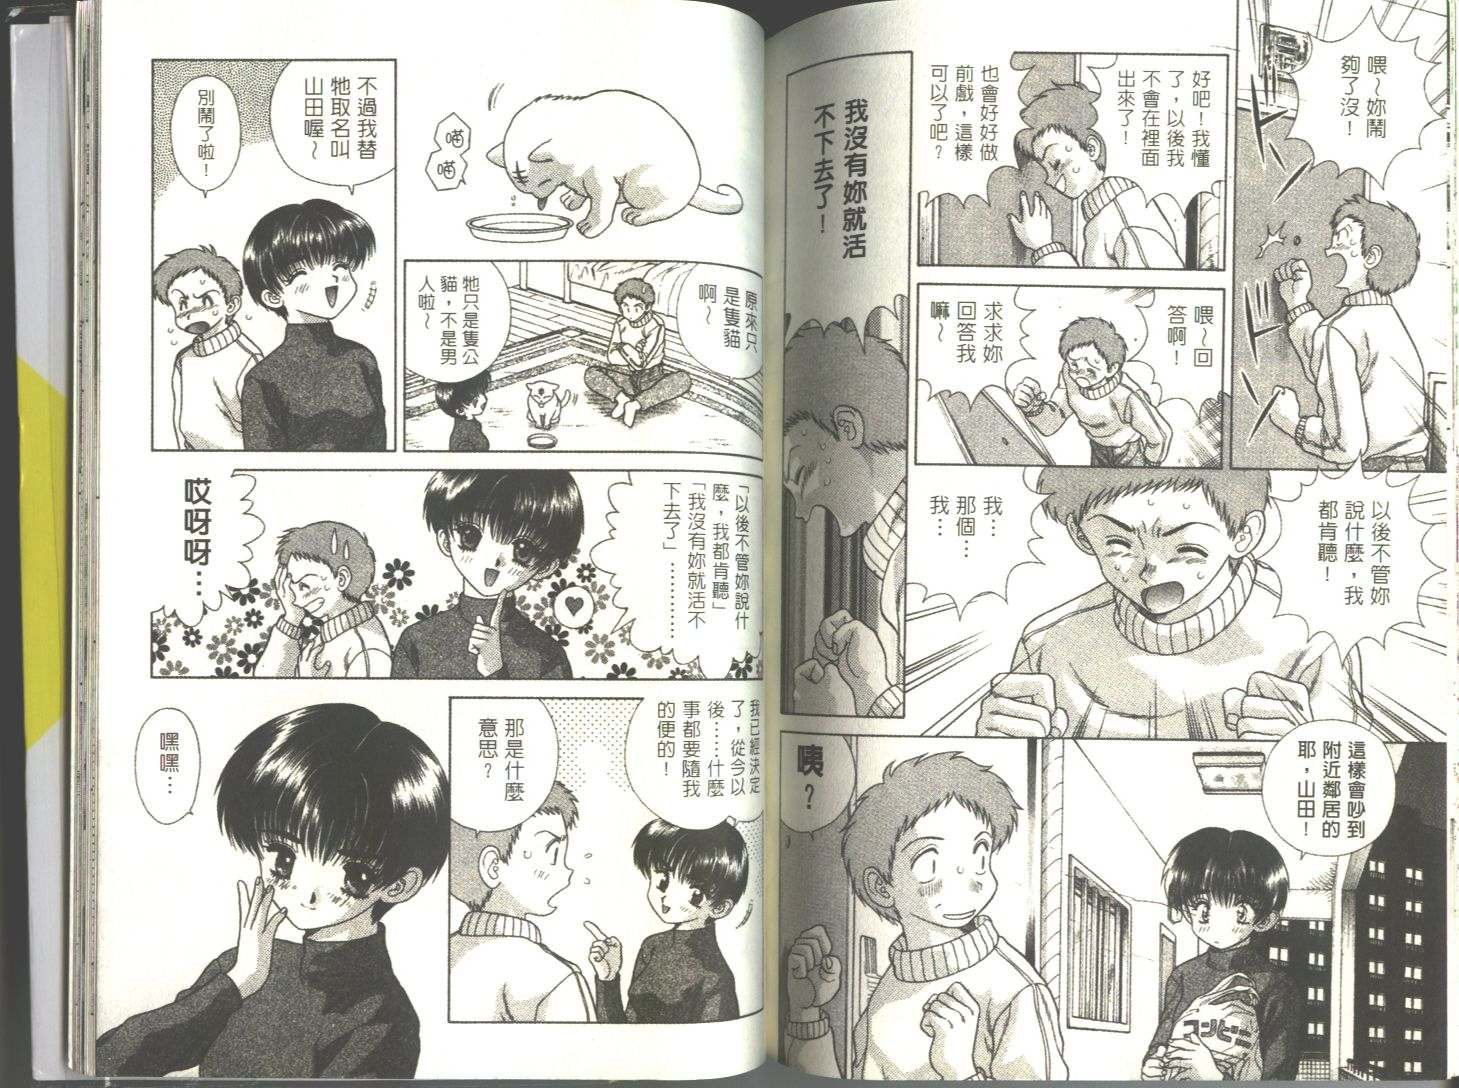 喂～妳鬧
夠了沒！
好吧！我懂
了，以後我
不會在裡面
出來了！
也會好好做
前戲，這樣
可以了吧？
喂～回
答啊！
求求妳
回答我
嘛～
以後不管妳
說什麼，我
都肯聽！
我…
那個…
我…
我沒有妳就活
不下去了！
這樣會吵到
附近鄰居的
耶，山田！
コンビニ
咦？
喵
喵
不過我替
牠取名叫
山田喔～
別鬧了啦！
原來只
是隻貓
啊～
牠只是隻公
貓，不是男
人啦～
「以後不管妳說什
麼，我都肯聽」
「我沒有妳就活不
下去了」…………
哎呀呀…
我已經決定
了，從今以
後……什麼
事都要隨我
的便的！
那是什麼
意思？
嘿嘿…